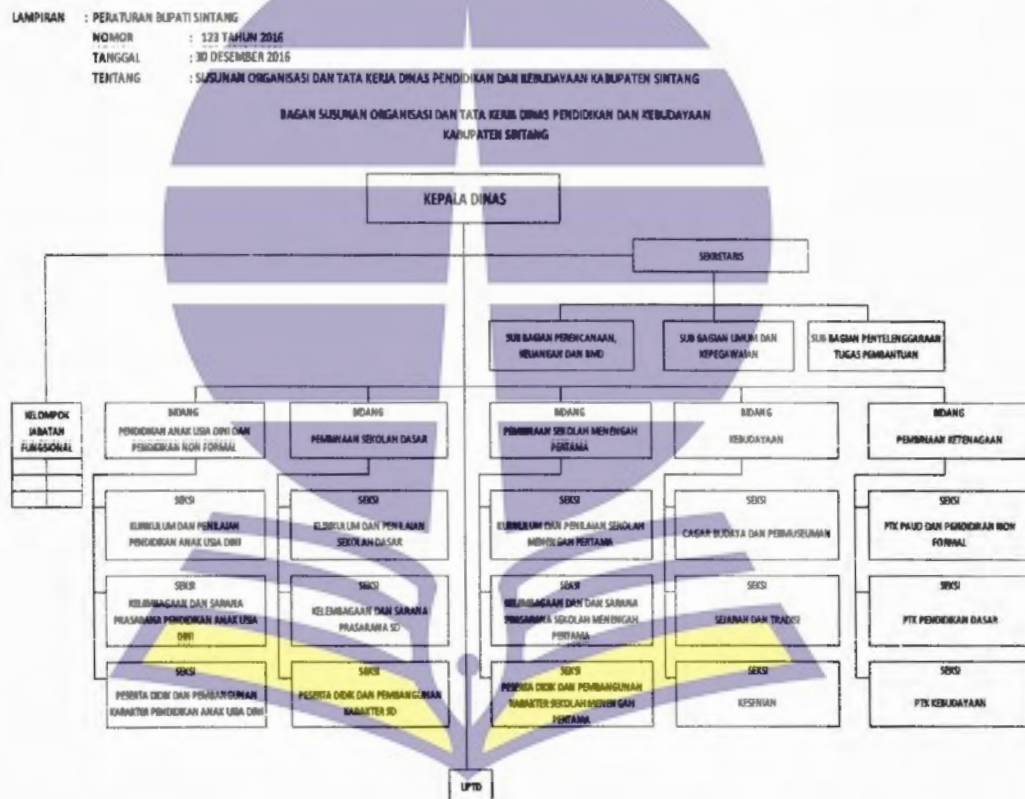 LAMPIRAN : PERATURAN BUPATI SINTANG
NOMOR : 123 TAHUN 2016
TANGGAL : 30 DESEMBER 2016
TENTANG : SUSUNAN ORGANISASI DAN TATA KERJA DINAS PENDIDIKAN DAN KEBUDAYAAN KABUPATEN SINTANG
BAGAN SUSUNAN ORGANISASI DAN TATA KERJA DINAS PENDIDIKAN DAN KEBUDAYAAN
KABUPATEN SINTANG
KEPALA DINAS
SEKRETARIS
SUB BAGIAN PERENCANAAN,
KEUANGAN DAN BMD
SUB BAGIAN UMUM DAN
KEPEGAWAIAN
SUB BAGIAN PENYELENGGARAAN
TUGAS PEMBANTUAN
KELOMPOK
JABATAN
FUNGSIONAL
BIDANG
PENDIDIKAN ANAK USIA DINI DAN
PENDIDIKAN NON FORMAL
BIDANG
PEMBINAAN SEKOLAH DASAR
BIDANG
PEMBINAAN SEKOLAH MENENGAH
PERTAMA
BIDANG
KEBUDAYAAN
BIDANG
PEMBINAAN KETENAGAAN
SEKSI
KURIKULUM DAN PENILAIAN
PENDIDIKAN ANAK USIA DINI
SEKSI
KURIKULUM DAN PENILAIAN
SEKOLAH DASAR
SEKSI
KURIKULUM DAN PENILAIAN SEKOLAH
MENENGAH PERTAMA
SEKSI
CAGAR BUDAYA DAN PERMUSEUMAN
SEKSI
PTK PAUD DAN PENDIDIKAN NON
FORMAL
SEKSI
KELEMBAGAAN DAN SARANA
PRASARANA PENDIDIKAN ANAK USIA
DINI
SEKSI
KELEMBAGAAN DAN SARANA
PRASARANA SD
SEKSI
KELEMBAGAAN DAN DAN SARANA
PRASARANA SEKOLAH MENENGAH
PERTAMA
SEKSI
SEJARAH DAN TRADISI
SEKSI
PTK PENDIDIKAN DASAR
SEKSI
PESERTA DIDIK DAN PEMBANGUNAN
KARAKTER PENDIDIKAN ANAK USIA DINI
SEKSI
PESERTA DIDIK DAN PEMBANGUNAN
KARAKTER SD
SEKSI
PESERTA DIDIK DAN PEMBANGUNAN
KARAKTER SEKOLAH MENENGAH
PERTAMA
SEKSI
KESENIAN
SEKSI
PTK KEBUDAYAAN
UPTD